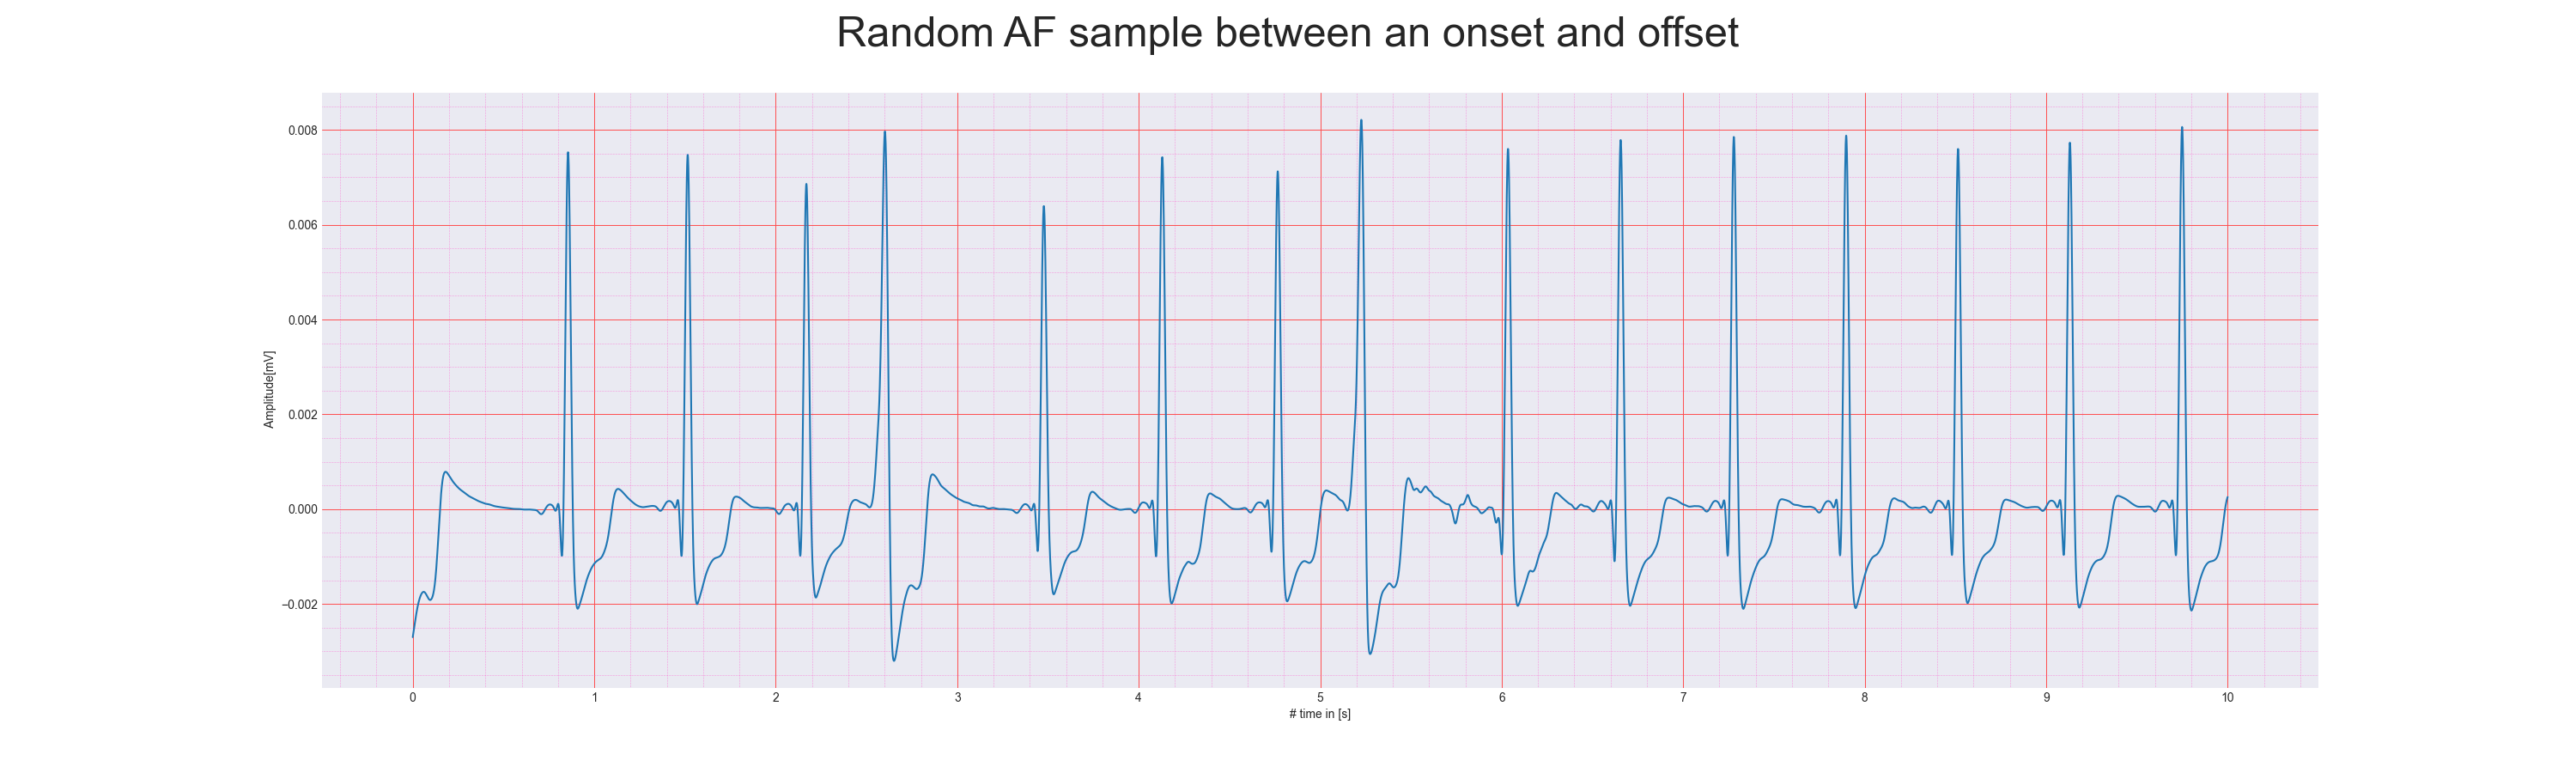 Random AF sample between an onset and offset
0.008
0.006
0.004
0.002
0.000
−0.002
Amplitude[mV]
0 1 2 3 4 5 6 7 8 9 10
# time in [s]